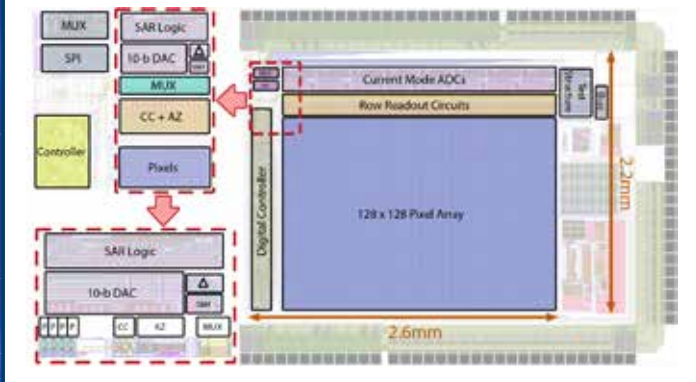 MUX
SPI
SAR Logic
10-b DAC
MUX
CC + AZ
Controller
Pixels
SAR Logic
10-b DAC
P P P P
CC
AZ
MUX
Current Mode ADCs
Row Readout Circuits
Digital Controller
128 x 128 Pixel Array
Test
2.2mm
2.6mm